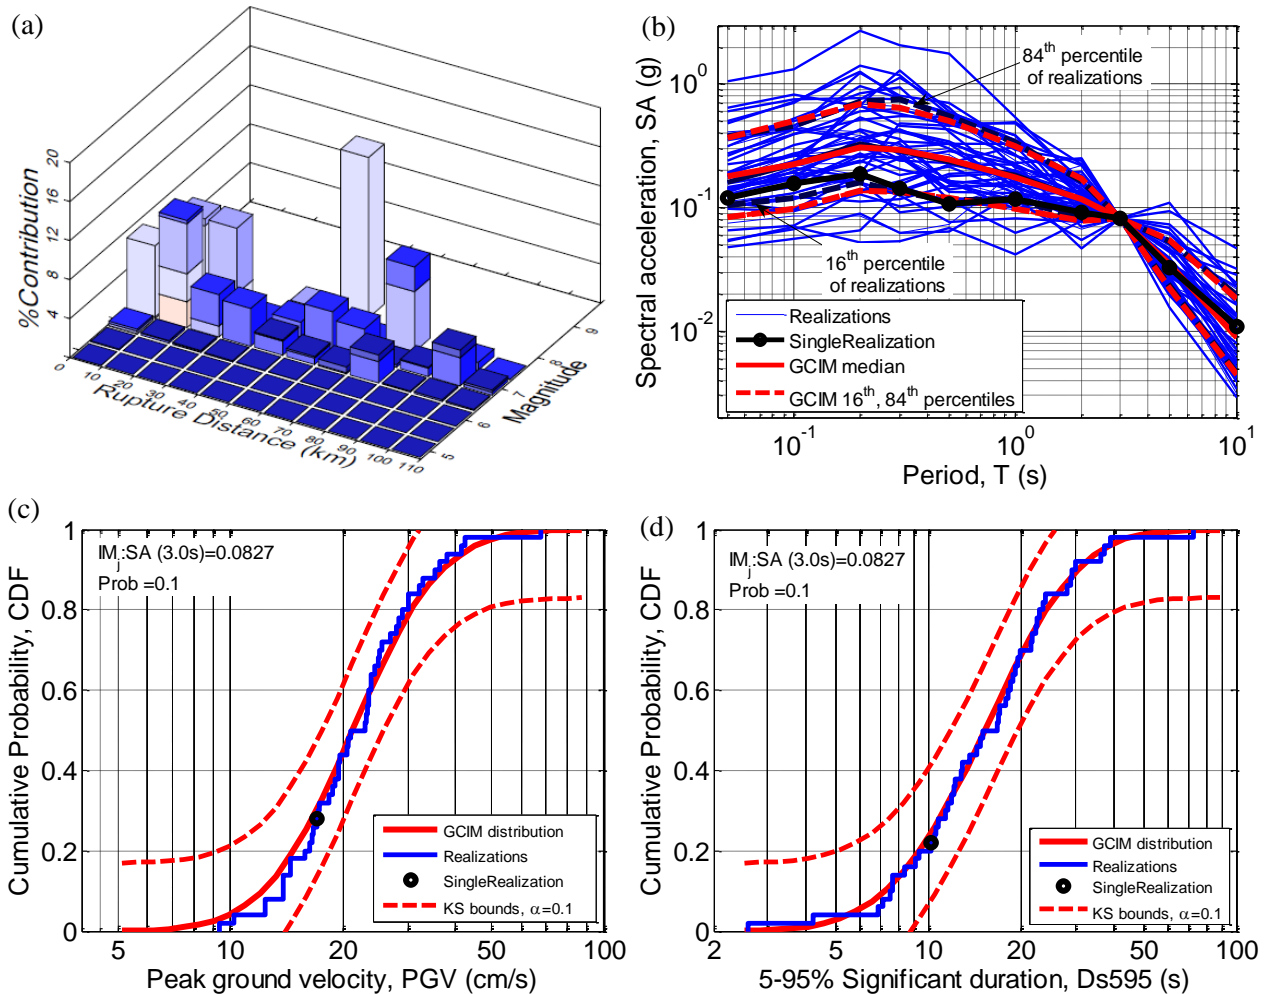 (a)
20
16
12
8
4
0
%Contribution
0
10
20
30
40
50
60
70
80
90
100
110
Rupture Distance (km)
5
6
7
8
9
Magnitude
(b)
10^0
10^-1
10^-2
Spectral acceleration, SA (g)
84th percentile
of realizations
16th percentile
of realizations
Realizations
SingleRealization
GCIM median
GCIM 16th, 84th percentiles
10^-1
10^0
10^1
Period, T (s)
(c)
1
0.8
0.6
0.4
0.2
0
Cumulative Probability, CDF
IMj:SA (3.0s)=0.0827
Prob =0.1
GCIM distribution
Realizations
SingleRealization
KS bounds, α=0.1
5
10
20
50
100
Peak ground velocity, PGV (cm/s)
(d)
1
0.8
0.6
0.4
0.2
0
Cumulative Probability, CDF
IMj:SA (3.0s)=0.0827
Prob =0.1
GCIM distribution
Realizations
SingleRealization
KS bounds, α=0.1
2
5
10
20
50
100
5-95% Significant duration, Ds595 (s)